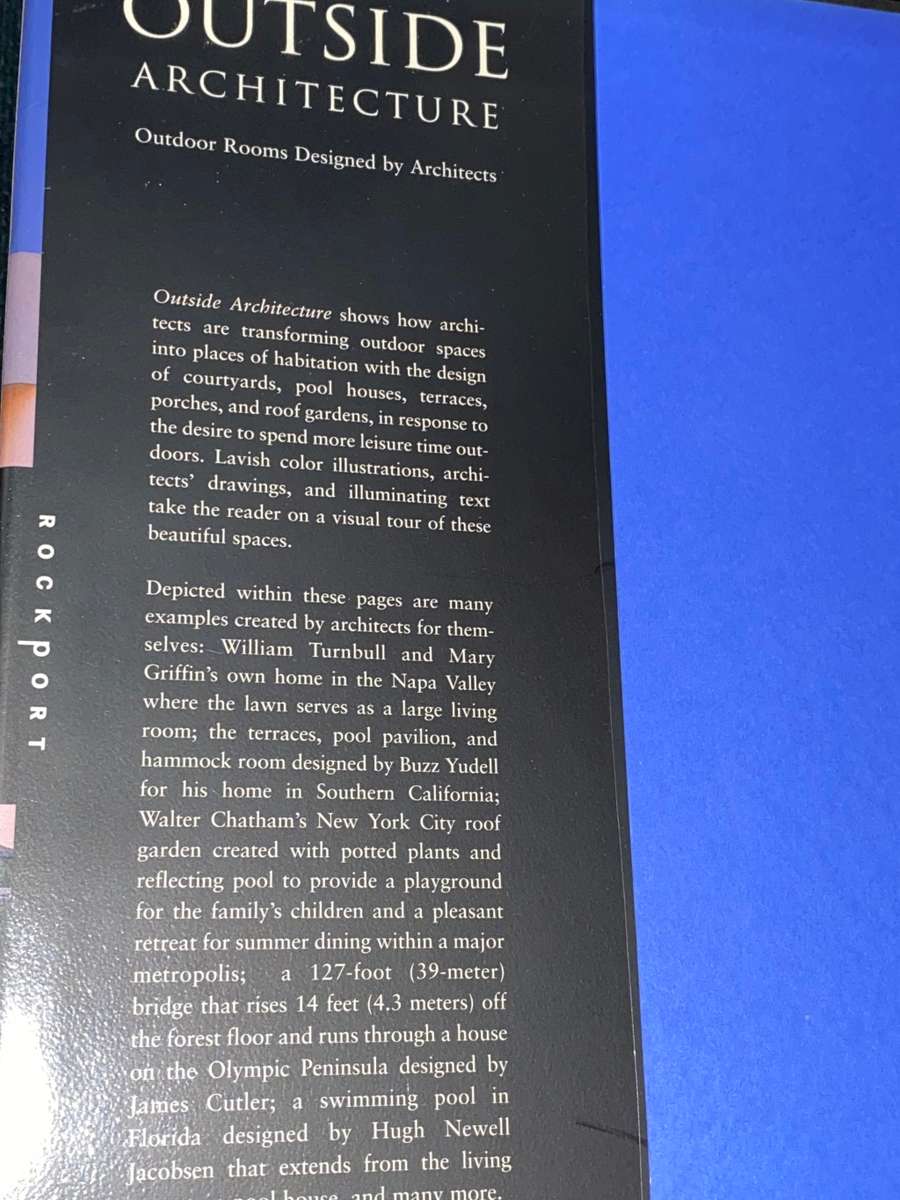 OUTSIDE
ARCHITECTURE
Outdoor Rooms Designed by Architects
Outside Architecture shows how archi-
tects are transforming outdoor spaces
into places of habitation with the design
of courtyards, pool houses, terraces,
porches, and roof gardens, in response to
the desire to spend more leisure time out-
doors. Lavish color illustrations, archi-
tects' drawings, and illuminating text
take the reader on a visual tour of these
beautiful spaces.
Depicted within these pages are many
examples created by architects for them-
selves: William Turnbull and Mary
Griffin's own home in the Napa Valley
where the lawn serves as a large living
room; the terraces, pool pavilion, and
hammock room designed by Buzz Yudell
for his home in Southern California;
Walter Chatham's New York City roof
garden created with potted plants and
reflecting pool to provide a playground
for the family's children and a pleasant
retreat for summer dining within a major
metropolis; a 127-foot (39-meter)
bridge that rises 14 feet (4.3 meters) off
the forest floor and runs through a house
on the Olympic Peninsula designed by
James Cutler; a swimming pool in
Florida designed by Hugh Newell
Jacobsen that extends from the living
pool house, and many more.
ROCKPORT